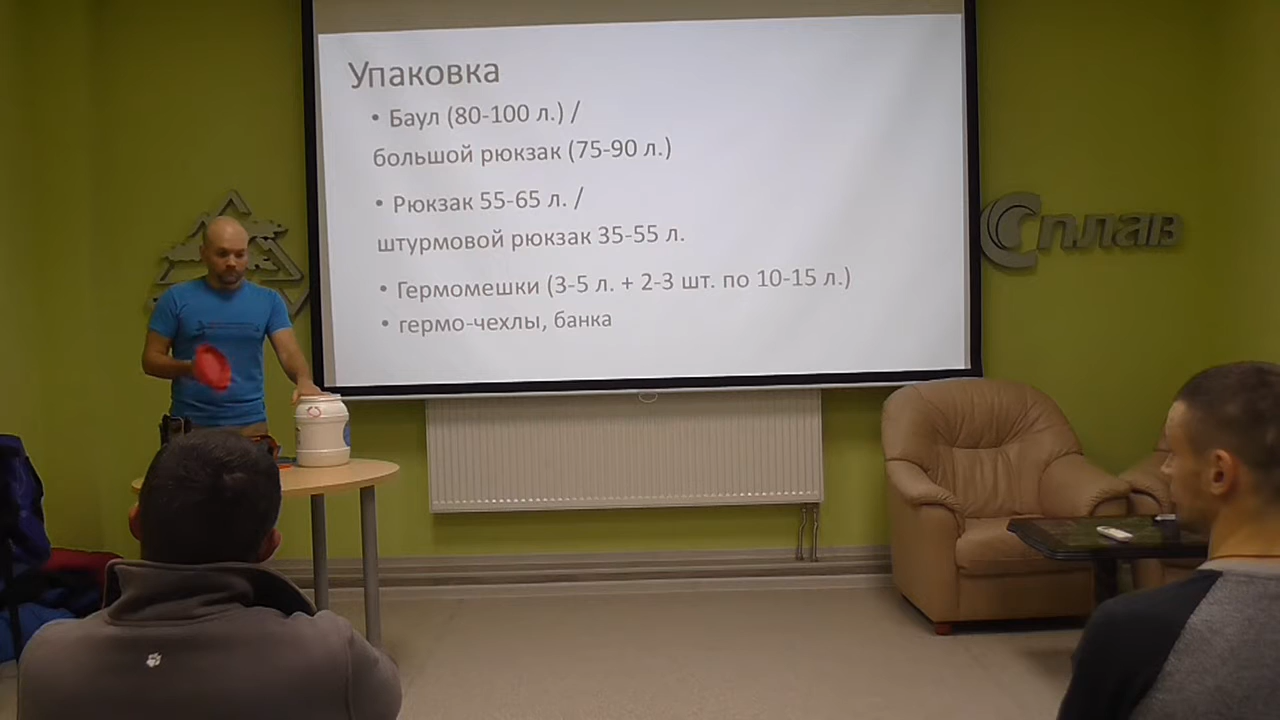 Упаковка
• Баул (80-100 л.) /
большой рюкзак (75-90 л.)
• Рюкзак 55-65 л. /
штурмовой рюкзак 35-55 л.
• Гермомешки (3-5 л. + 2-3 шт. по 10-15 л.)
• гермо-чехлы, банка
Сплав